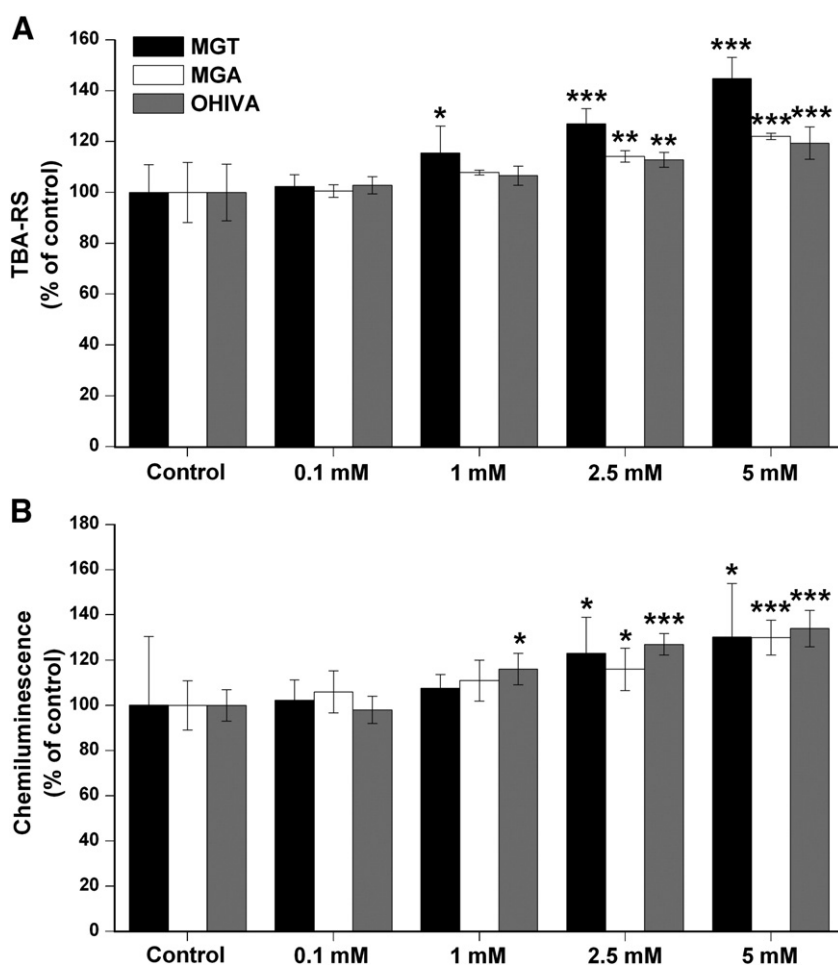 A
TBA-RS
(% of control)
160
140
120
100
80
60
40
20
0
MGT
MGA
OHIVA
*
***
**
**
***
***
***
Control
0.1 mM
1 mM
2.5 mM
5 mM
B
Chemiluminescence
(% of control)
180
160
140
120
100
80
60
40
20
0
*
*
*
***
*
***
***
Control
0.1 mM
1 mM
2.5 mM
5 mM